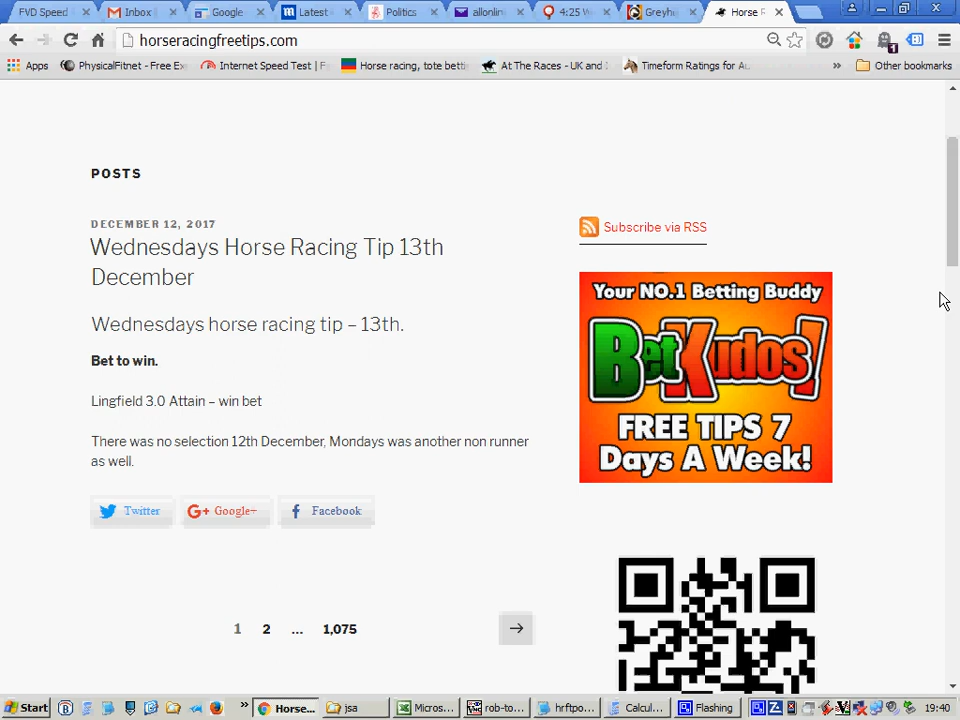 FVD Speed
Inbox
Google
Latest
Politics
allonlin
4:25 W
Greyh
Horse R
horseracingfreetips.com
Apps
PhysicalFitnet - Free Ex
Internet Speed Test | F
Horse racing, tote betti
At The Races - UK and
Timeform Ratings for Au
»
Other bookmarks
1
POSTS
DECEMBER 12, 2017
Wednesdays Horse Racing Tip 13th
December
Wednesdays horse racing tip – 13th.
Bet to win.
Lingfield 3.0 Attain – win bet
There was no selection 12th December, Mondays was another non runner
as well.
Twitter
Google+
Facebook
1 2 ... 1,075 →
Subscribe via RSS
Your NO.1 Betting Buddy
BetKudos!
FREE TIPS 7
Days A Week!
Start
»
Horse...
jsa
Micros...
rob-to...
hrftpo...
Calcul...
Flashing
19:40